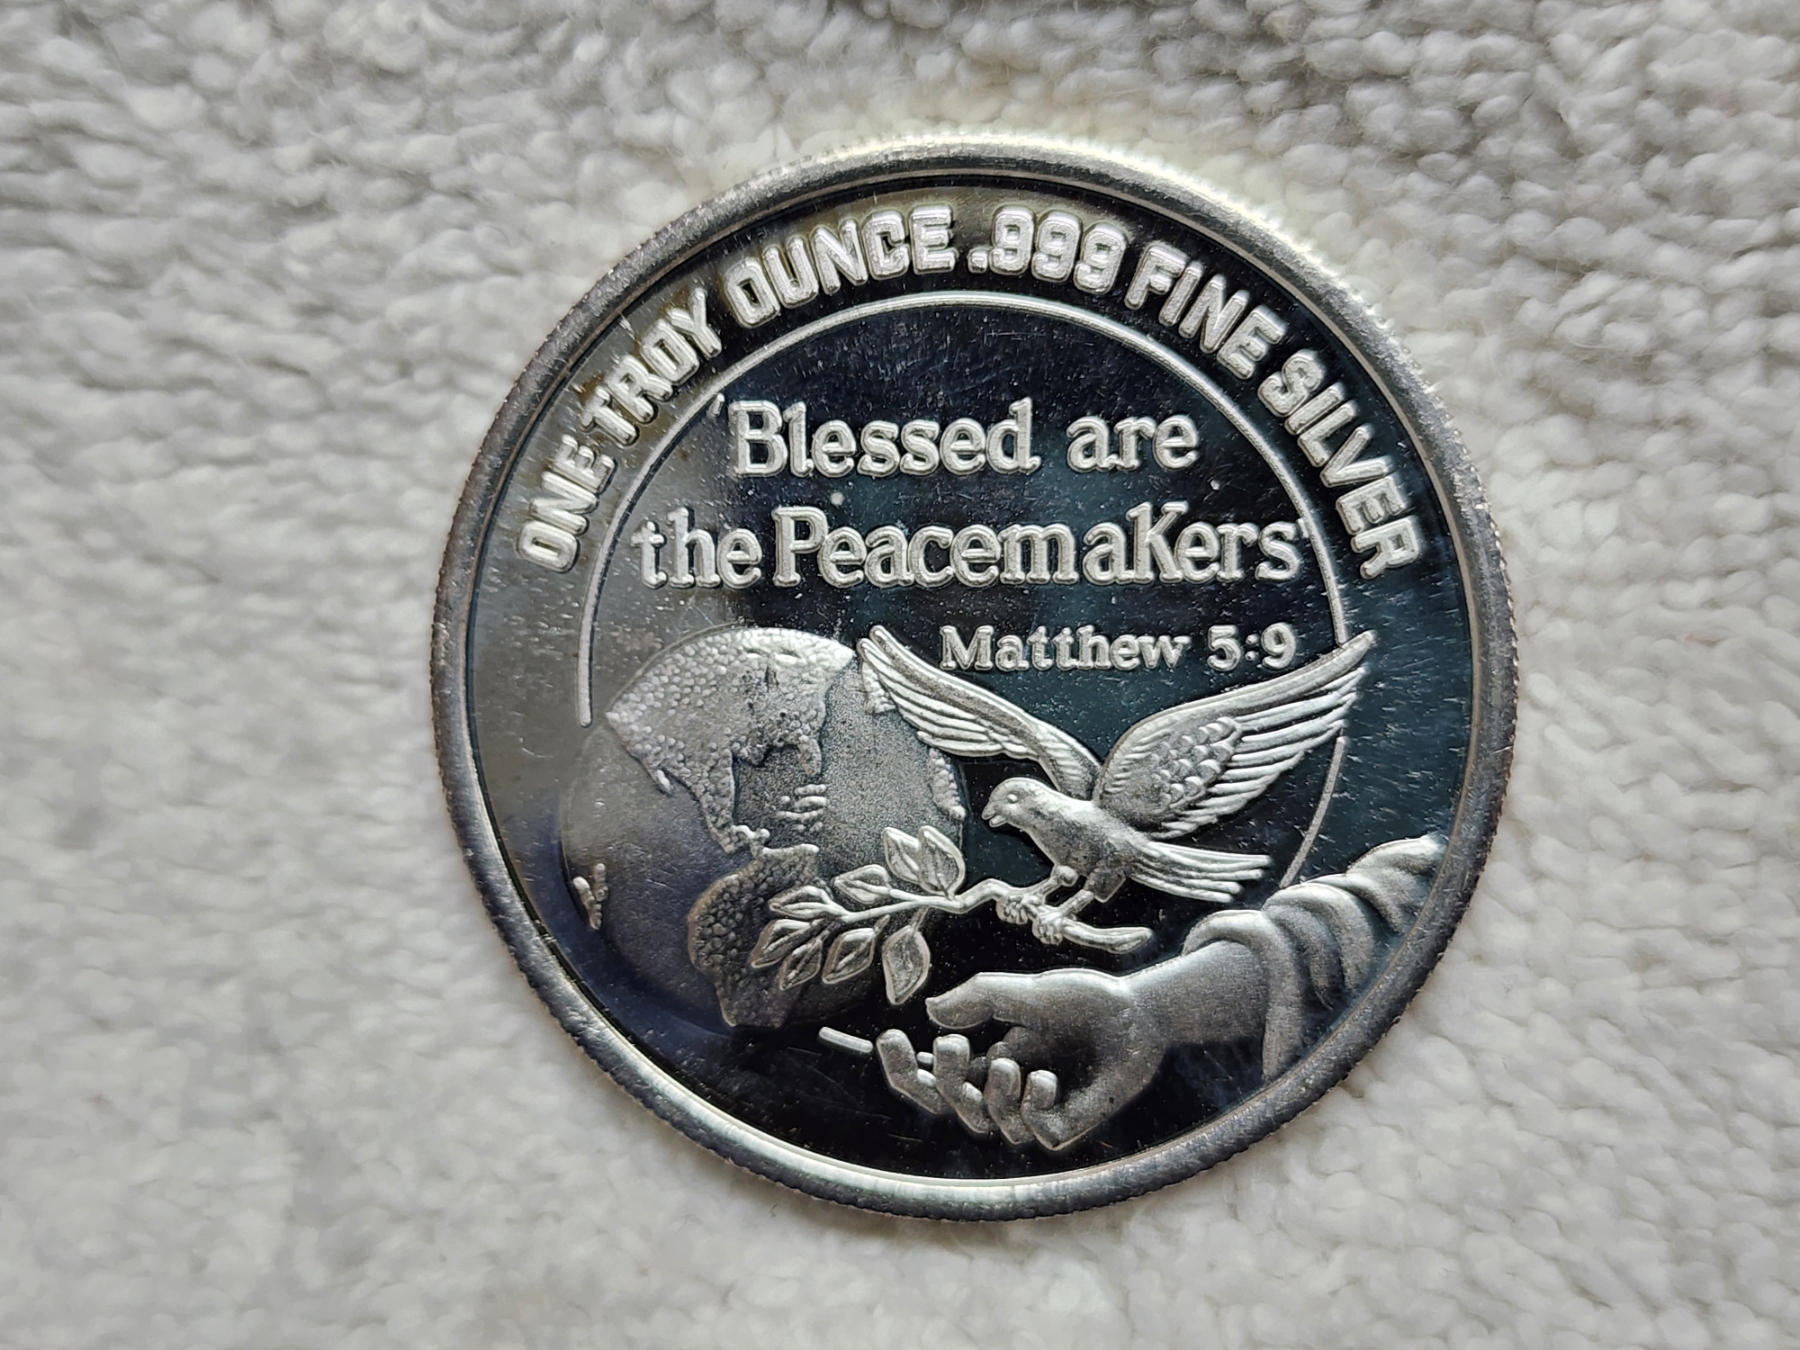 ONE TROY OUNCE .999 FINE SILVER
'Blessed are
the Peacemakers'
Matthew 5:9